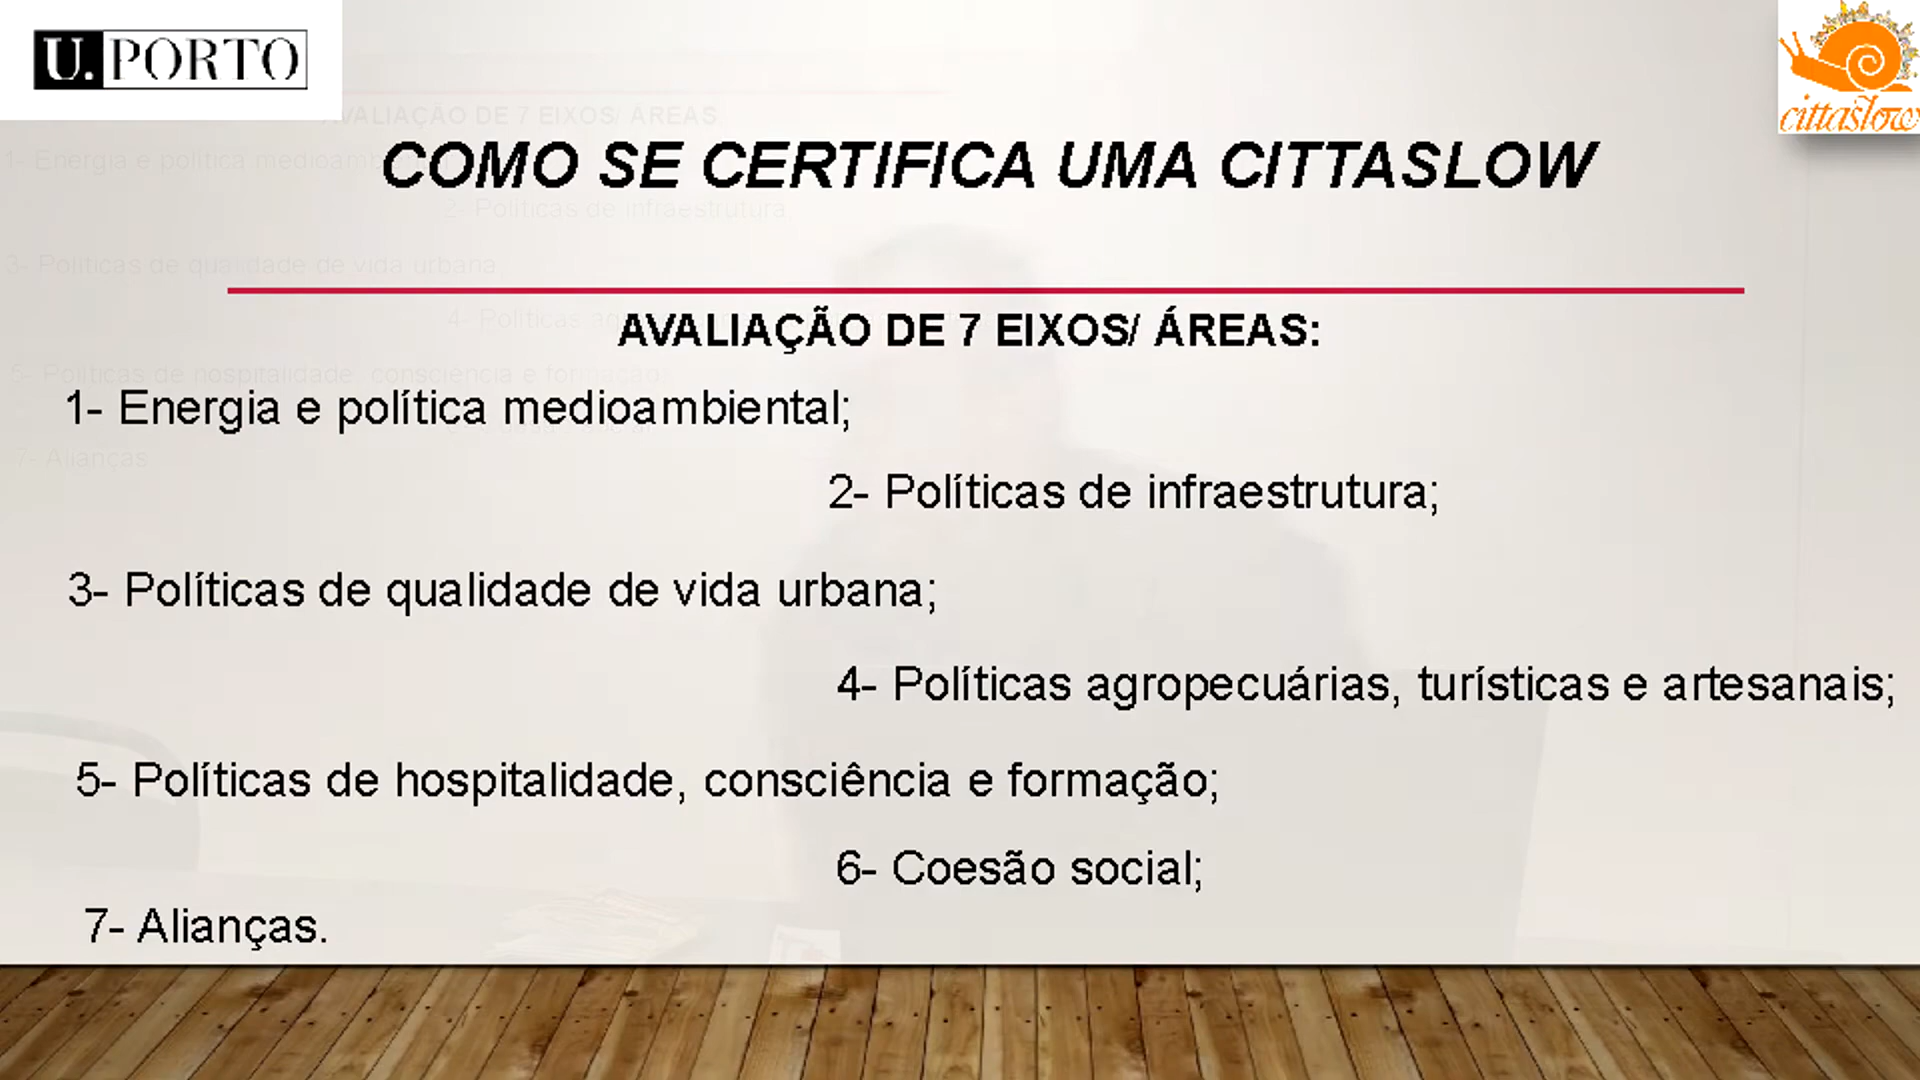 U. PORTO
cittaslow
COMO SE CERTIFICA UMA CITTASLOW
AVALIAÇÃO DE 7 EIXOS/ ÁREAS:
1- Energia e política medioambiental;
2- Políticas de infraestrutura;
3- Políticas de qualidade de vida urbana;
4- Políticas agropecuárias, turísticas e artesanais;
5- Políticas de hospitalidade, consciência e formação;
6- Coesão social;
7- Alianças.